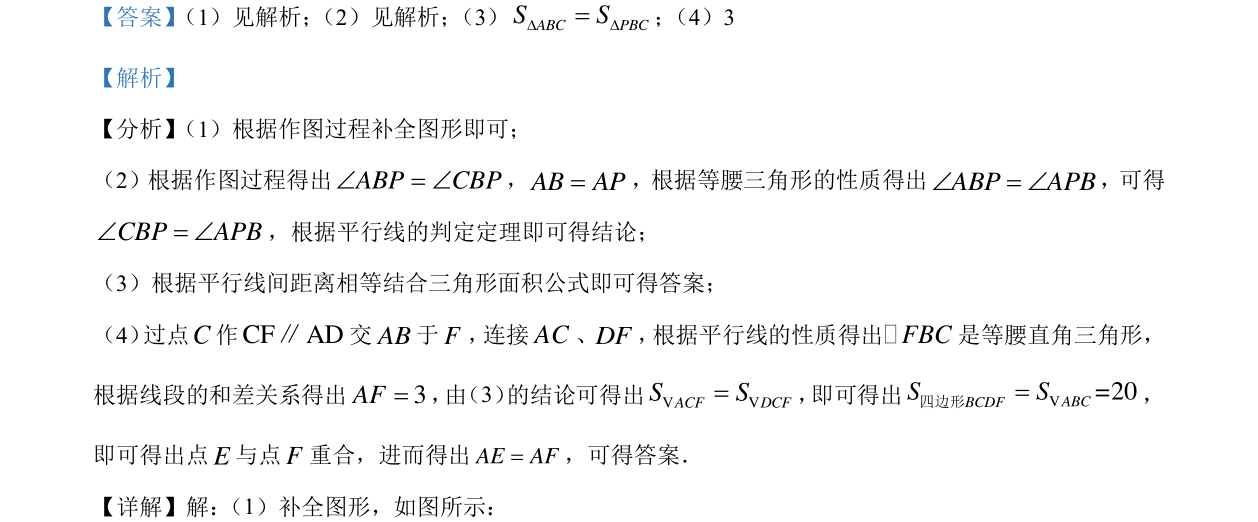 【答案】（1）见解析；（2）见解析；（3）S△ABC = S△PBC；（4）3
【解析】
【分析】（1）根据作图过程补全图形即可；
（2）根据作图过程得出∠ABP = ∠CBP，AB = AP，根据等腰三角形的性质得出∠ABP = ∠APB，可得
∠CBP = ∠APB，根据平行线的判定定理即可得结论；
（3）根据平行线间距离相等结合三角形面积公式即可得答案；
（4）过点C作CF∥AD交AB于F，连接AC、DF，根据平行线的性质得出□FBC是等腰直角三角形，
根据线段的和差关系得出AF = 3，由（3）的结论可得出SVACF = SVDCF，即可得出S四边形BCDF = SVABC=20，
即可得出点E与点F重合，进而得出AE = AF，可得答案．
【详解】解：（1）补全图形，如图所示：